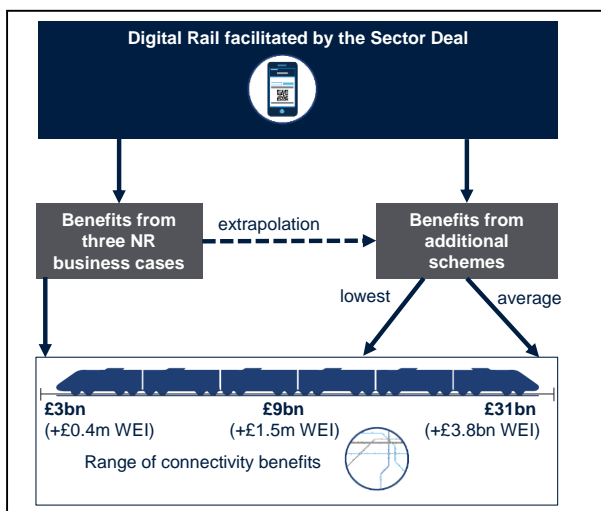 Digital Rail facilitated by the Sector Deal
Benefits from
three NR
business cases
extrapolation
Benefits from
additional
schemes
lowest
average
£3bn
(+£0.4m WEI)
£9bn
(+£1.5m WEI)
£31bn
(+£3.8bn WEI)
Range of connectivity benefits